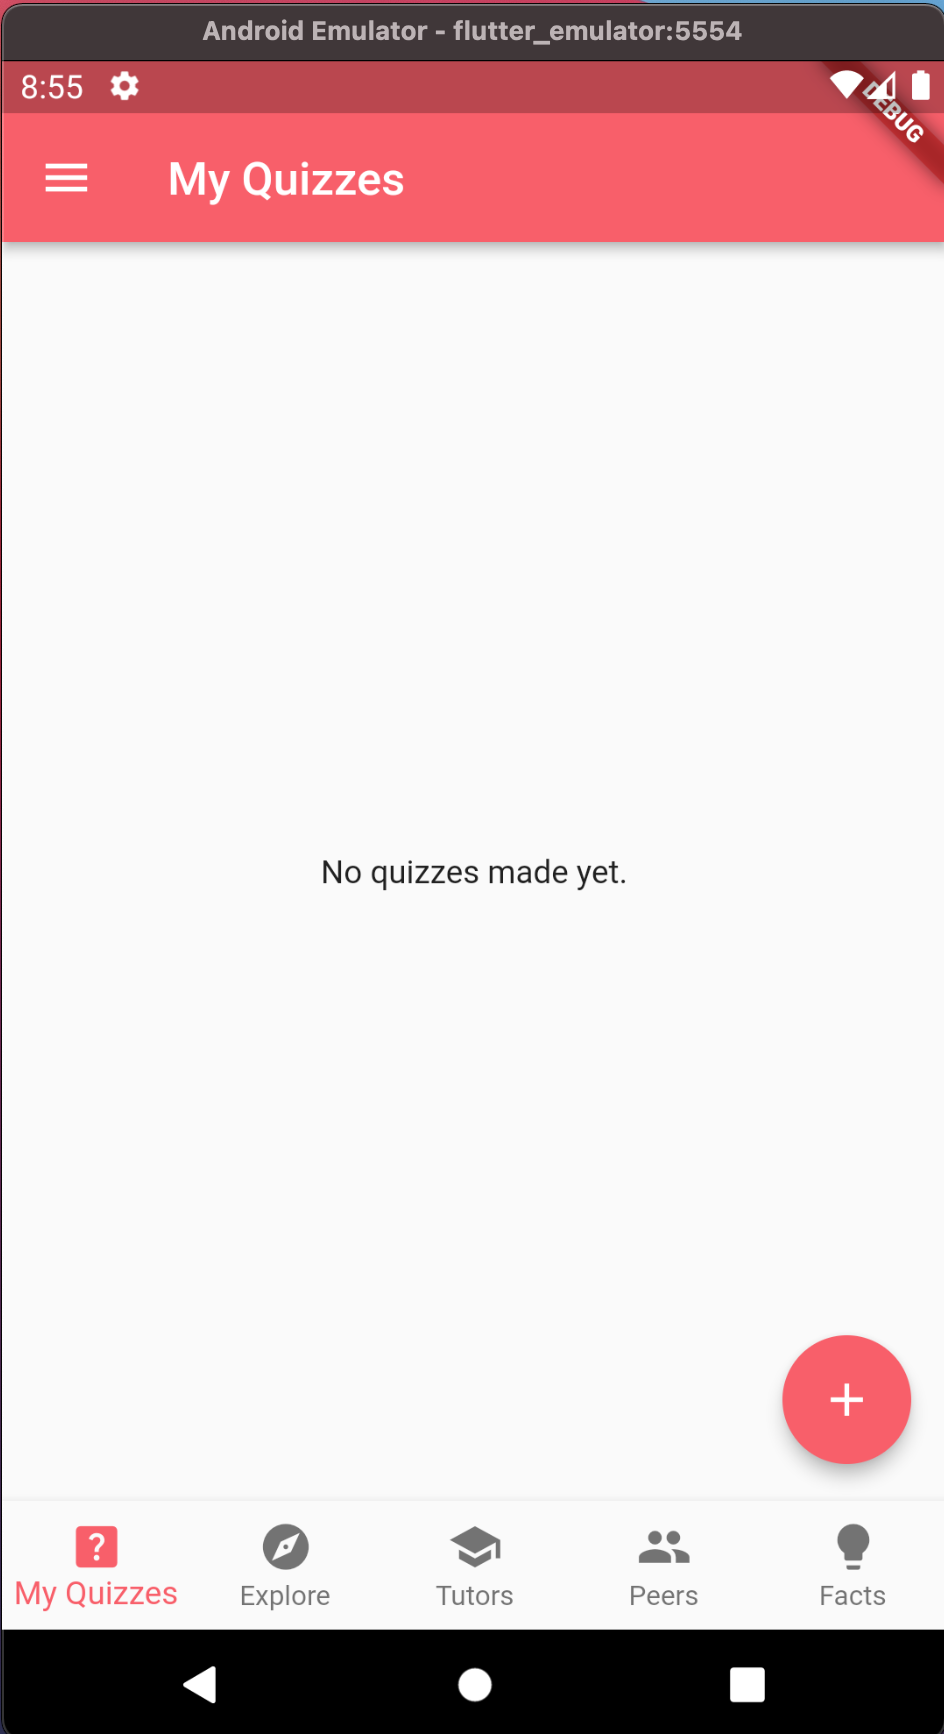 Android Emulator - flutter_emulator:5554
8:55
DEBUG
My Quizzes
No quizzes made yet.
+
?
My Quizzes
Explore
Tutors
Peers
Facts